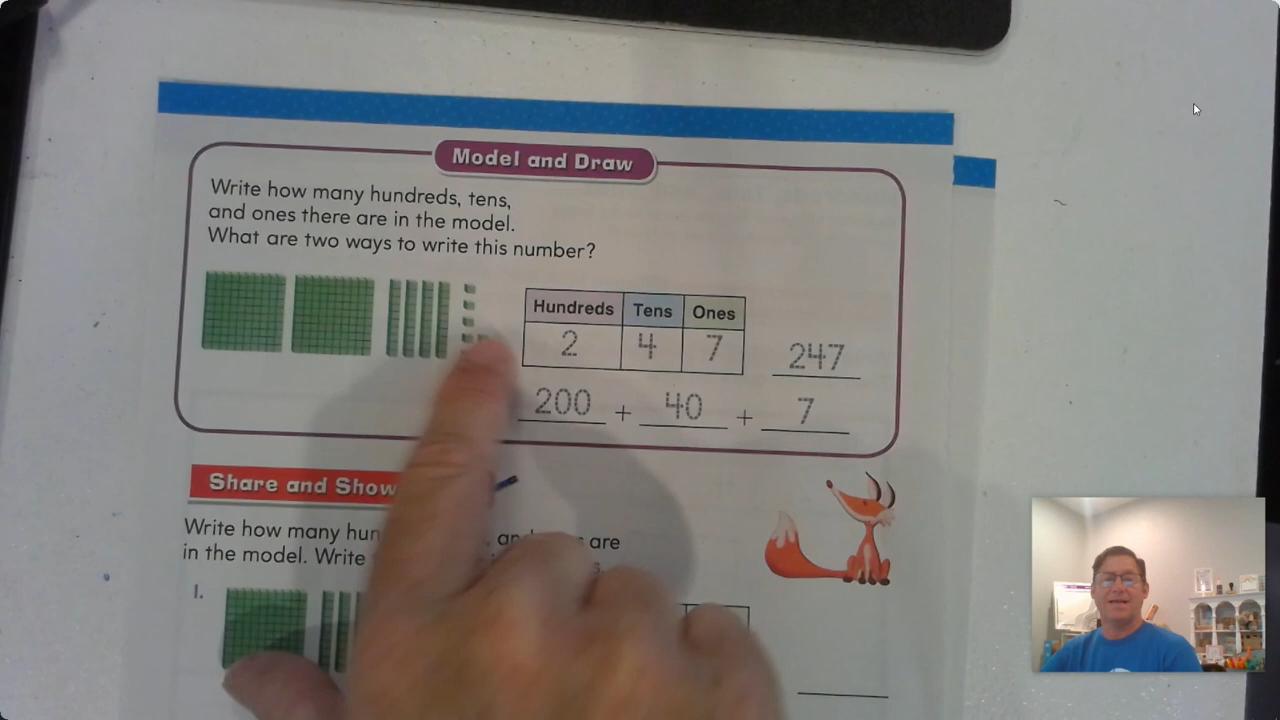 Model and Draw
Write how many hundreds, tens,
and ones there are in the model.
What are two ways to write this number?
Hundreds Tens Ones
2 4 7 247
200 + 40 + 7
Share and Show
Write how many are
in the model. Write
1.